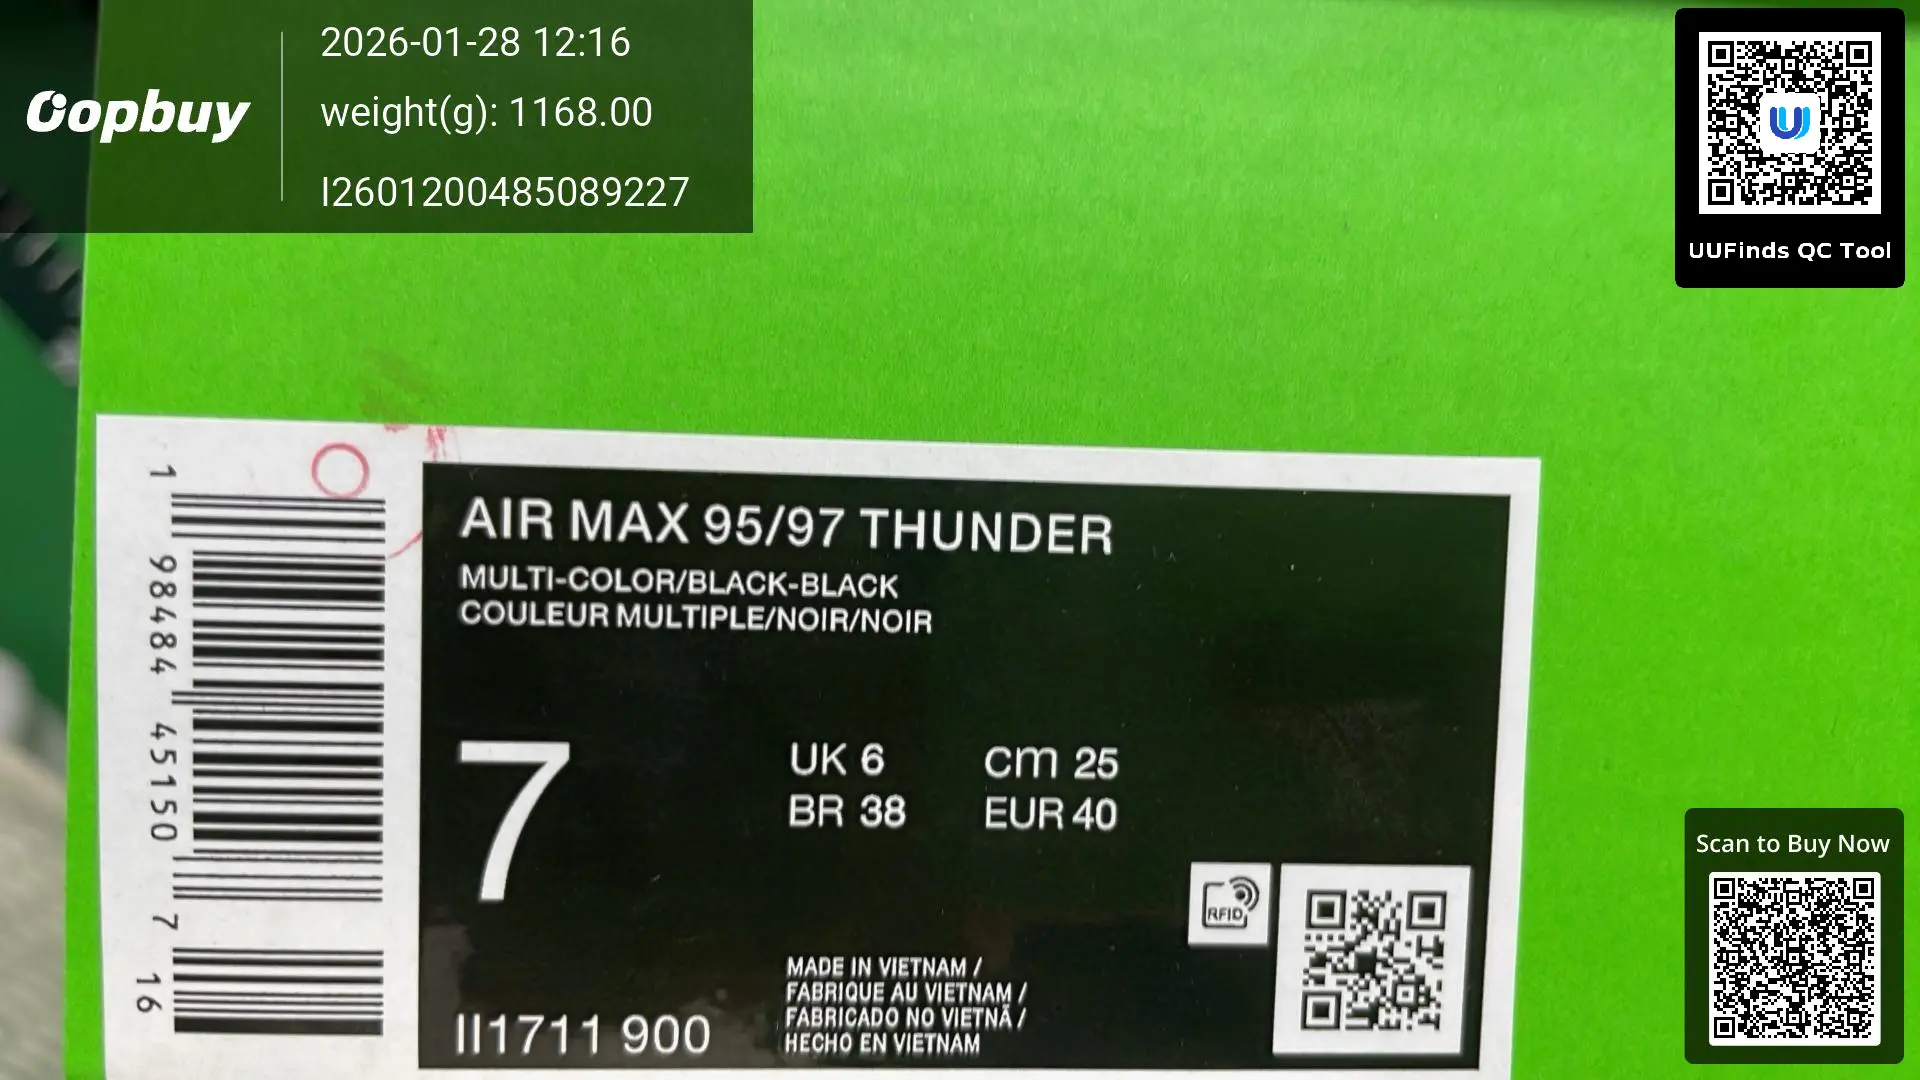 Oopbuy
2026-01-28 12:16
weight(g): 1168.00
I2601200485089227
UUFinds QC Tool
AIR MAX 95/97 THUNDER
MULTI-COLOR/BLACK-BLACK
COULEUR MULTIPLE/NOIR/NOIR
7
UK 6
cm 25
BR 38
EUR 40
RFID
MADE IN VIETNAM /
FABRIQUE AU VIETNAM /
FABRICADO NO VIETNÃ /
HECHO EN VIETNAM
II1711 900
1 98484 45150 7 16
Scan to Buy Now